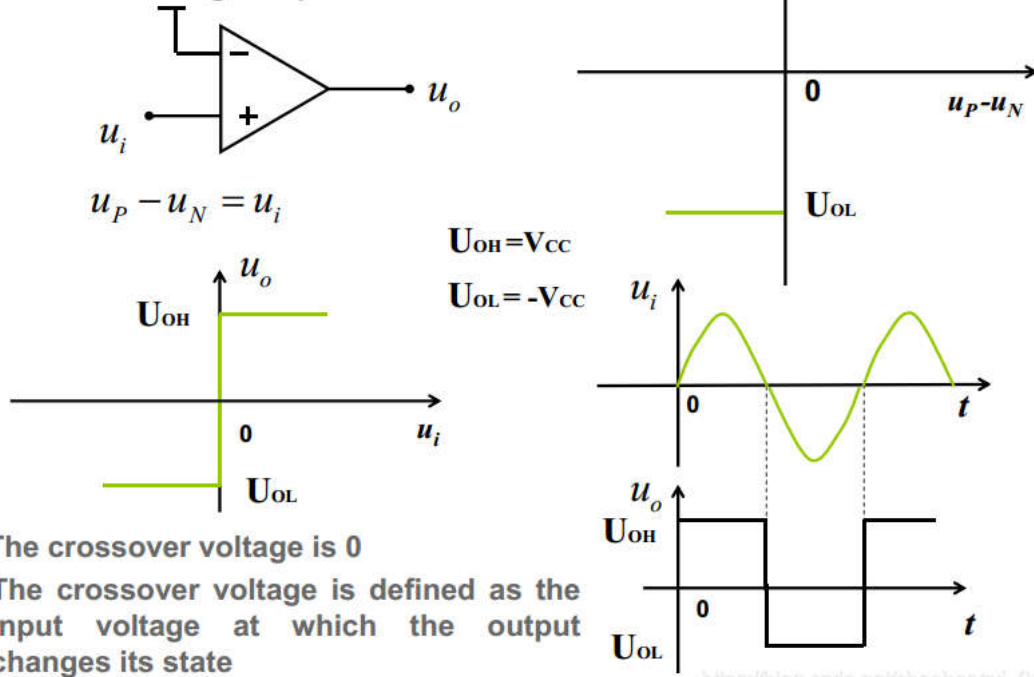 −
+
u_i
u_o
u_P − u_N = u_i
0
u_P-u_N
U_OL
U_OH=V_CC
U_OL= -V_CC
u_o
U_OH
0
u_i
U_OL
u_i
0
t
u_o
U_OH
0
t
U_OL
The crossover voltage is 0
The crossover voltage is defined as the
input voltage at which the output
changes its state